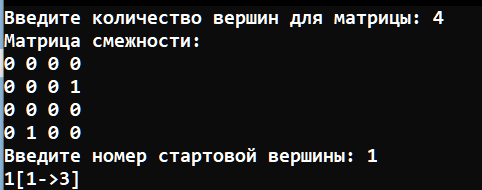 Введите количество вершин для матрицы: 4
Матрица смежности:
0 0 0 0
0 0 0 1
0 0 0 0
0 1 0 0
Введите номер стартовой вершины: 1
1[1->3]